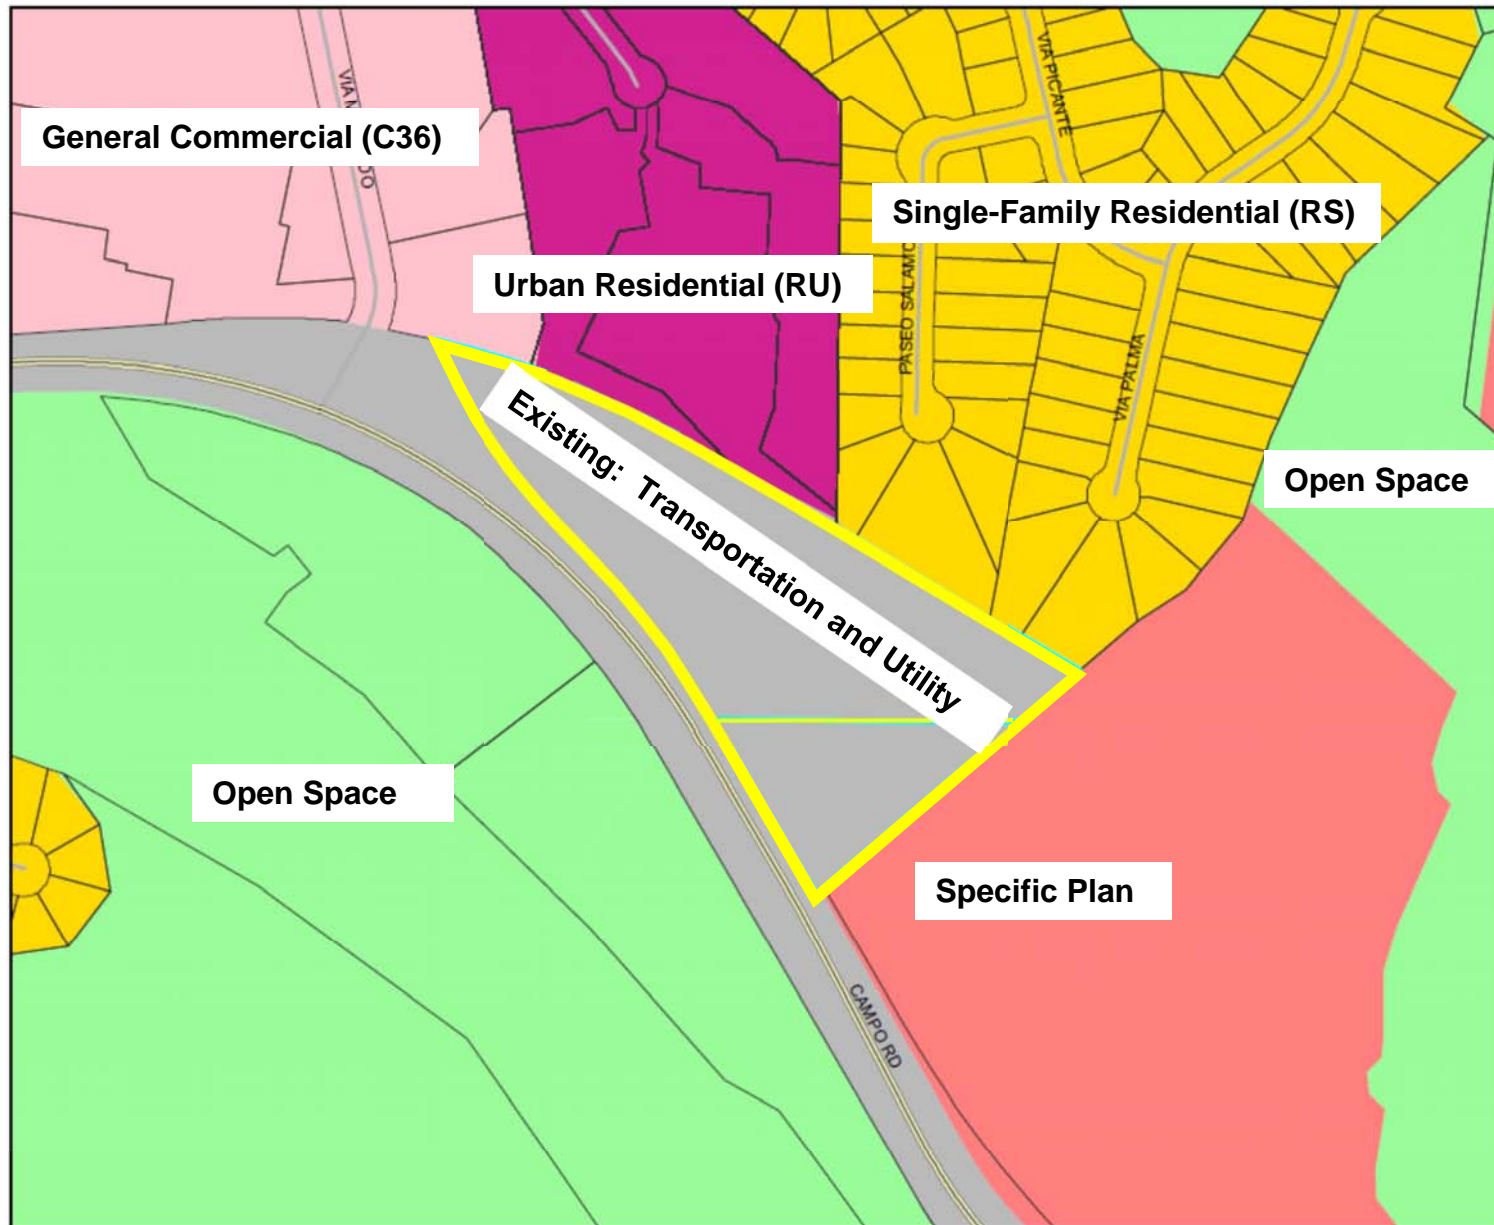 VIA PICANTE
VIA
General Commercial (C36)
Single-Family Residential (RS)
Urban Residential (RU)
PASEO
VIA PALMA
Existing: Transportation and Utility
Open Space
Open Space
Specific Plan
CAMPO RD